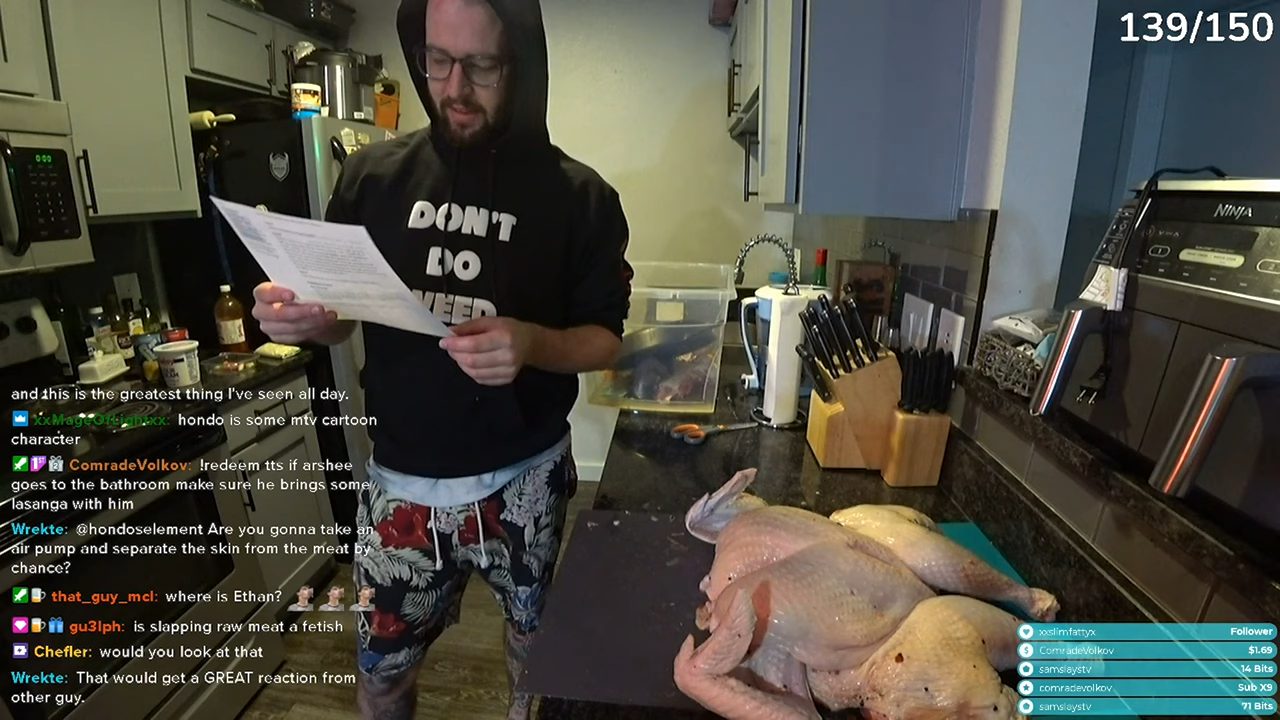 139/150
NINJA
DON'T
DO
WEED
and this is the greatest thing I've seen all day.
xxMageOfLightxx: hondo is some mtv cartoon
character
ComradeVolkov: !redeem tts if arshee
goes to the bathroom make sure he brings some
lasanga with him
Wrekte: @hondoselement Are you gonna take an
air pump and separate the skin from the meat by
chance?
that_guy_mcl: where is Ethan?
gu3lph: is slapping raw meat a fetish
Chefler: would you look at that
Wrekte: That would get a GREAT reaction from
other guy.
xxslimfattyx Follower
ComradeVolkov $1.69
samslaystv 14 Bits
comradevolkov Sub X9
samslaystv 71 Bits